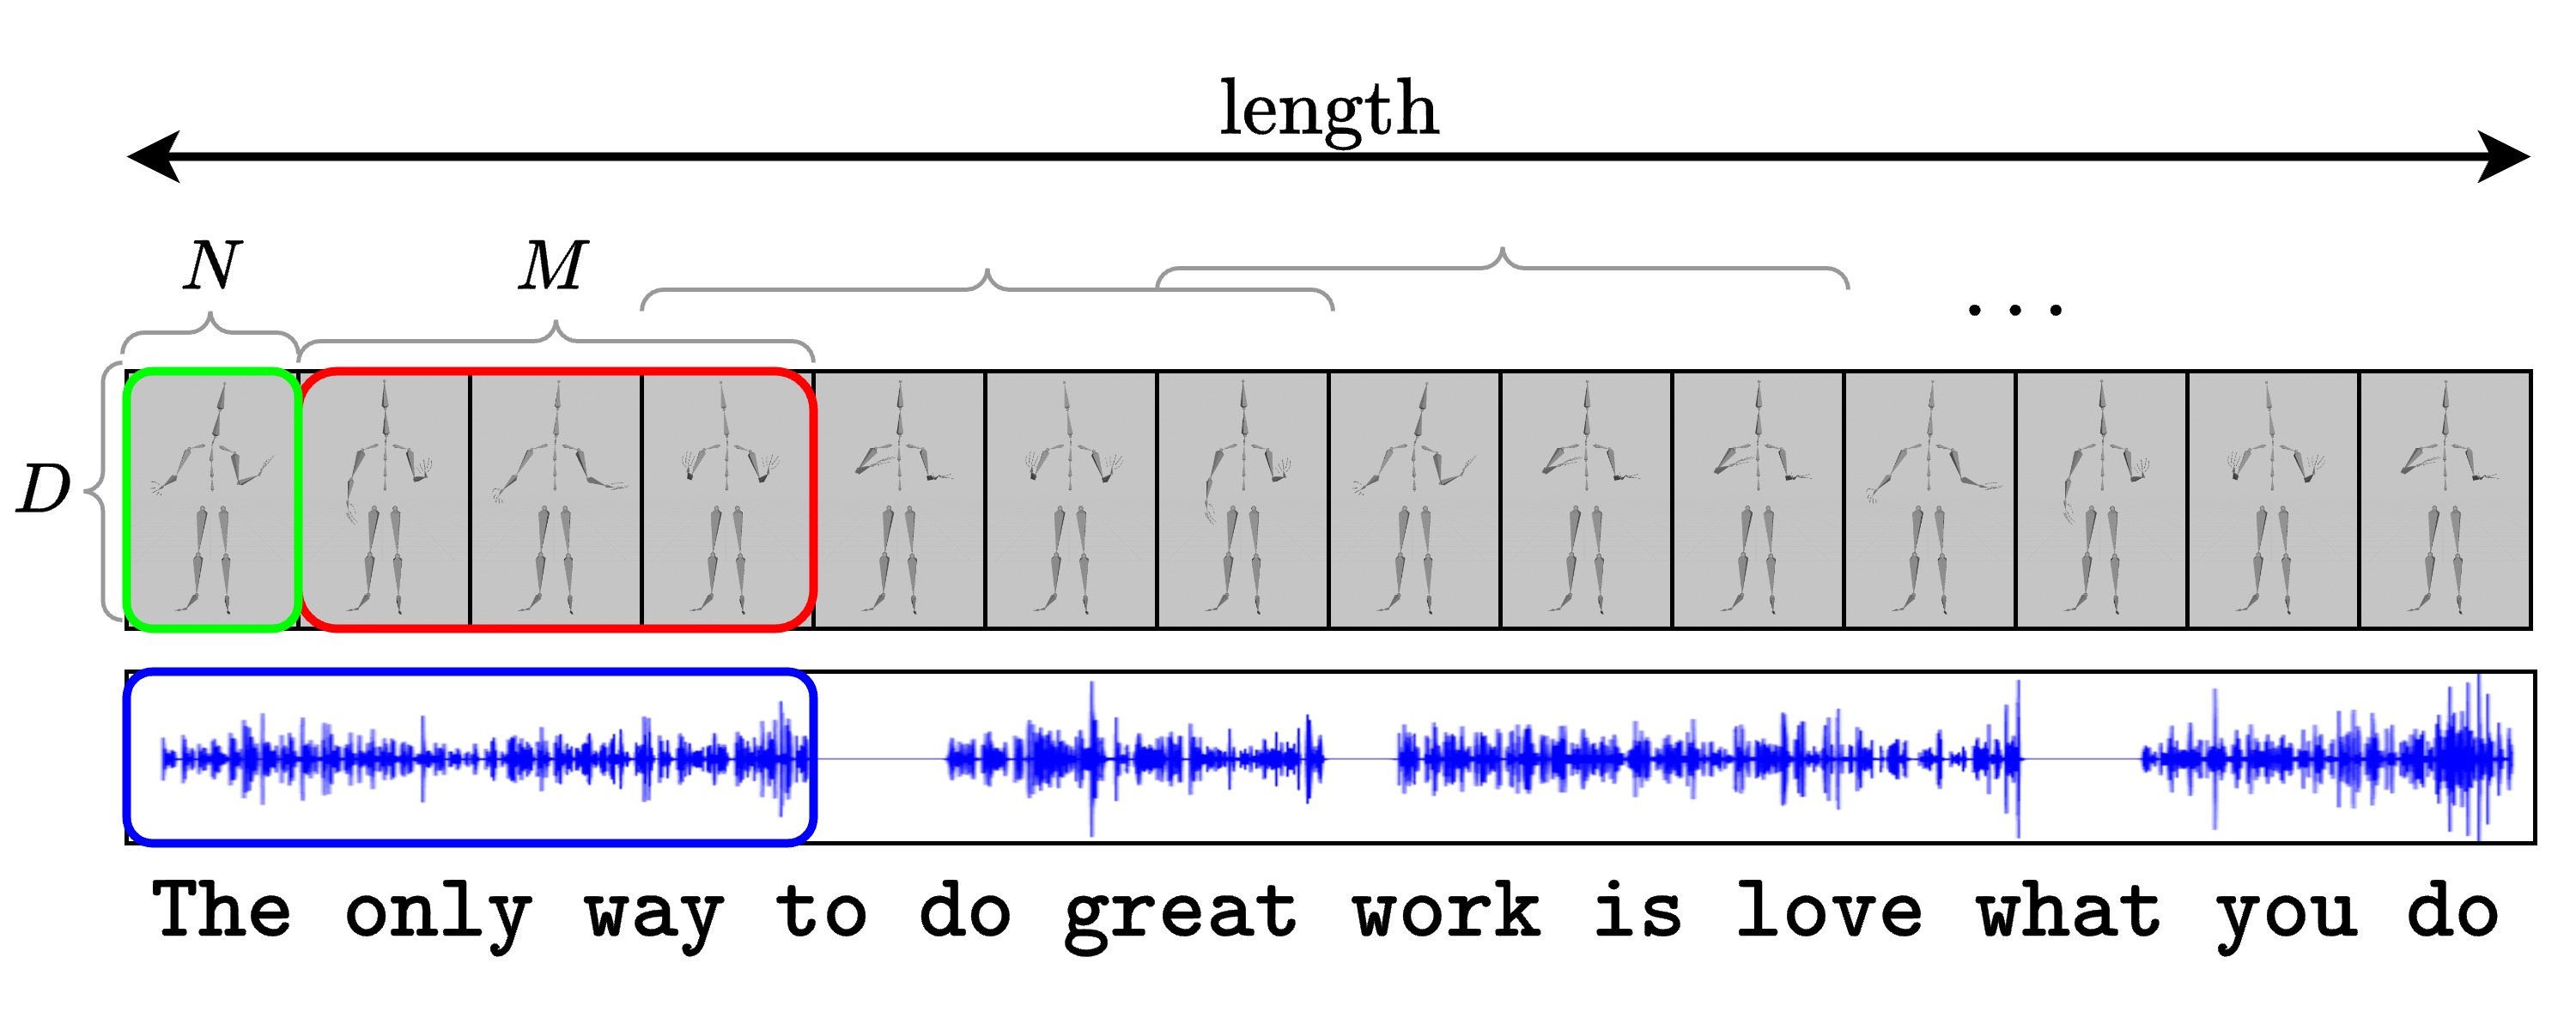 length
N M
...
D
The only way to do great work is love what you do